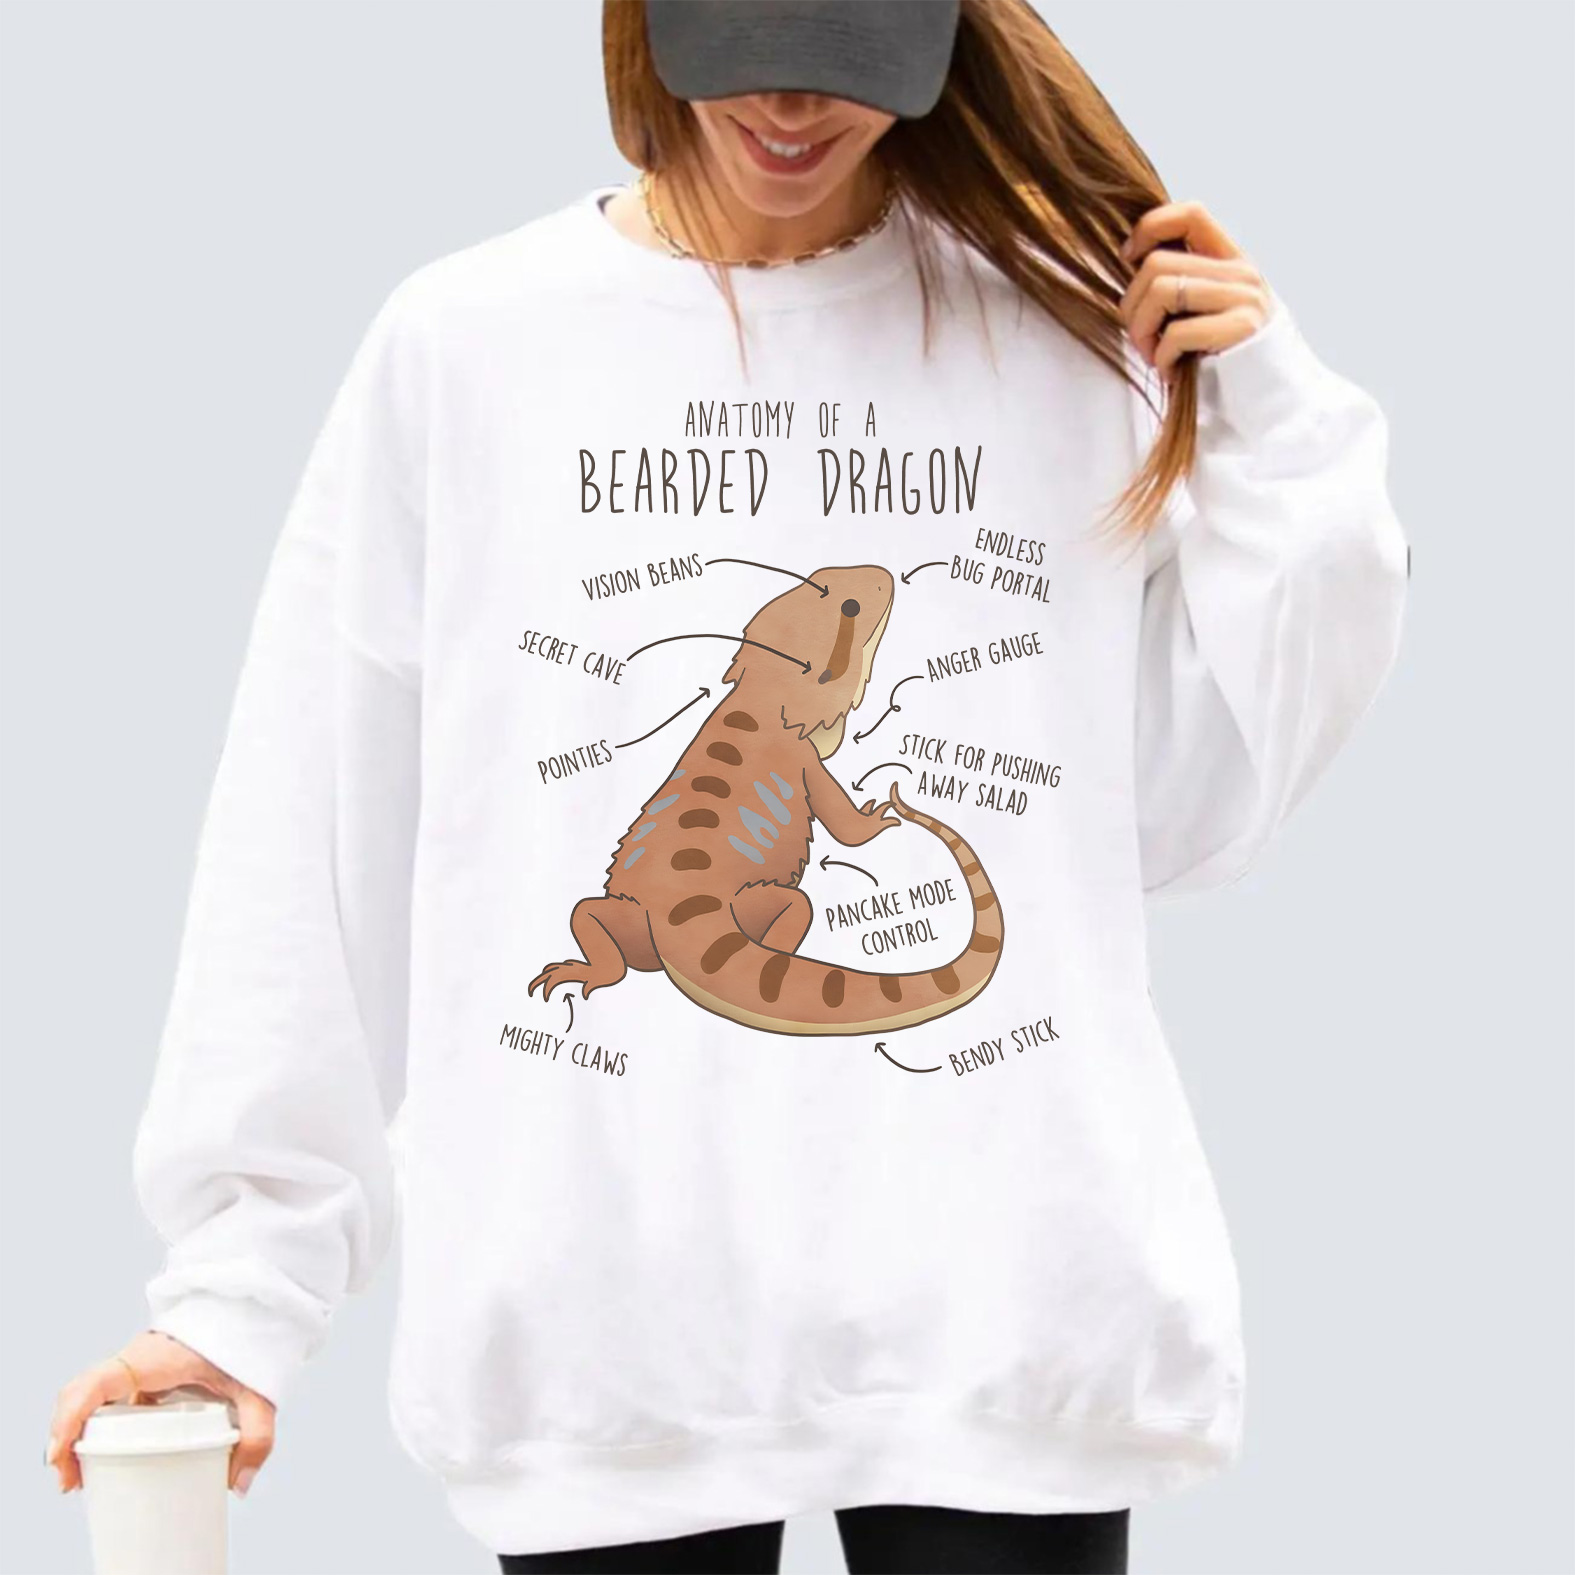 ANATOMY OF A
BEARDED DRAGON
ENDLESS
BUG PORTAL
VISION BEANS
SECRET CAVE
ANGER GAUGE
POINTIES
STICK FOR PUSHING
AWAY SALAD
PANCAKE MODE
CONTROL
MIGHTY CLAWS
BENDY STICK